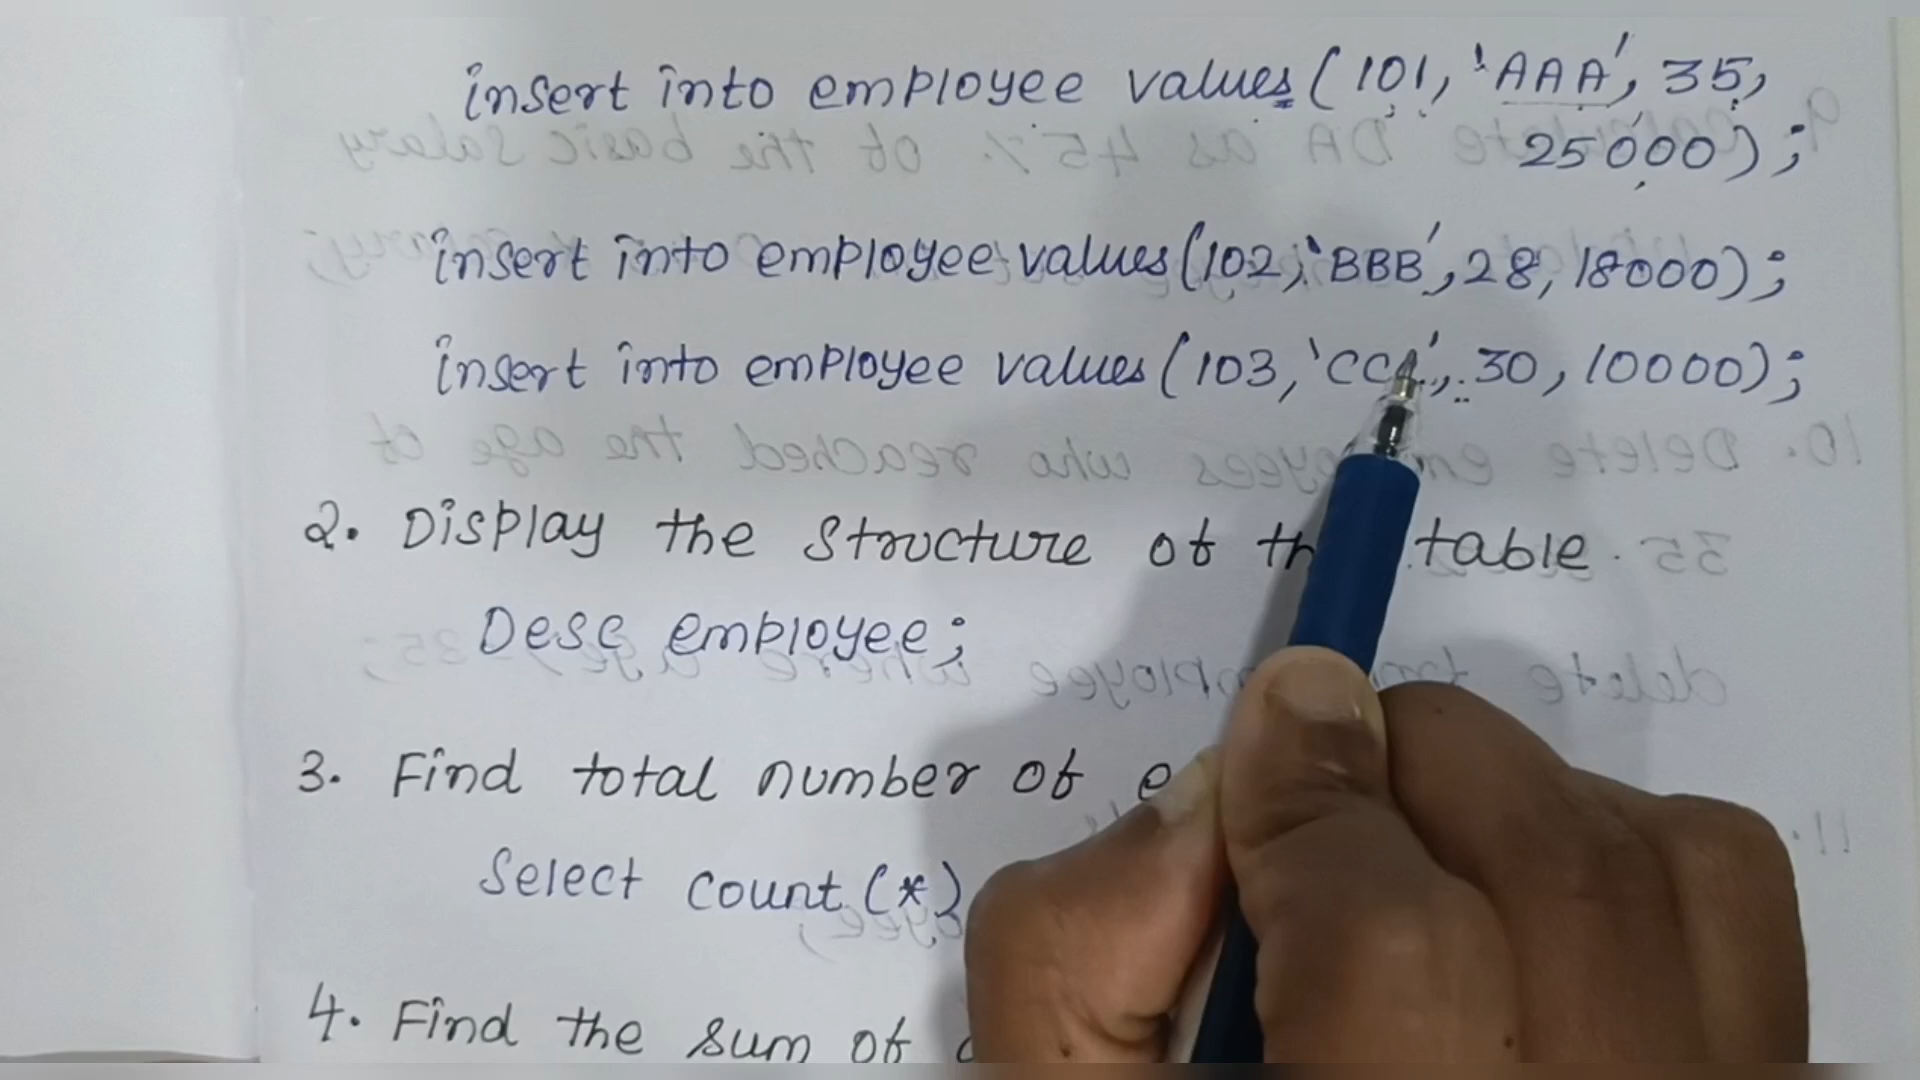 insert into employee values (101, 'AAA', 35,
25000);
insert into employee values (102, 'BBB', 28, 18000);
insert into employee values (103, 'CC 30, 10000);
2. Display the structure of table.
Desc employee;
3. Find total number of
Select count (*)
4. Find the sum of